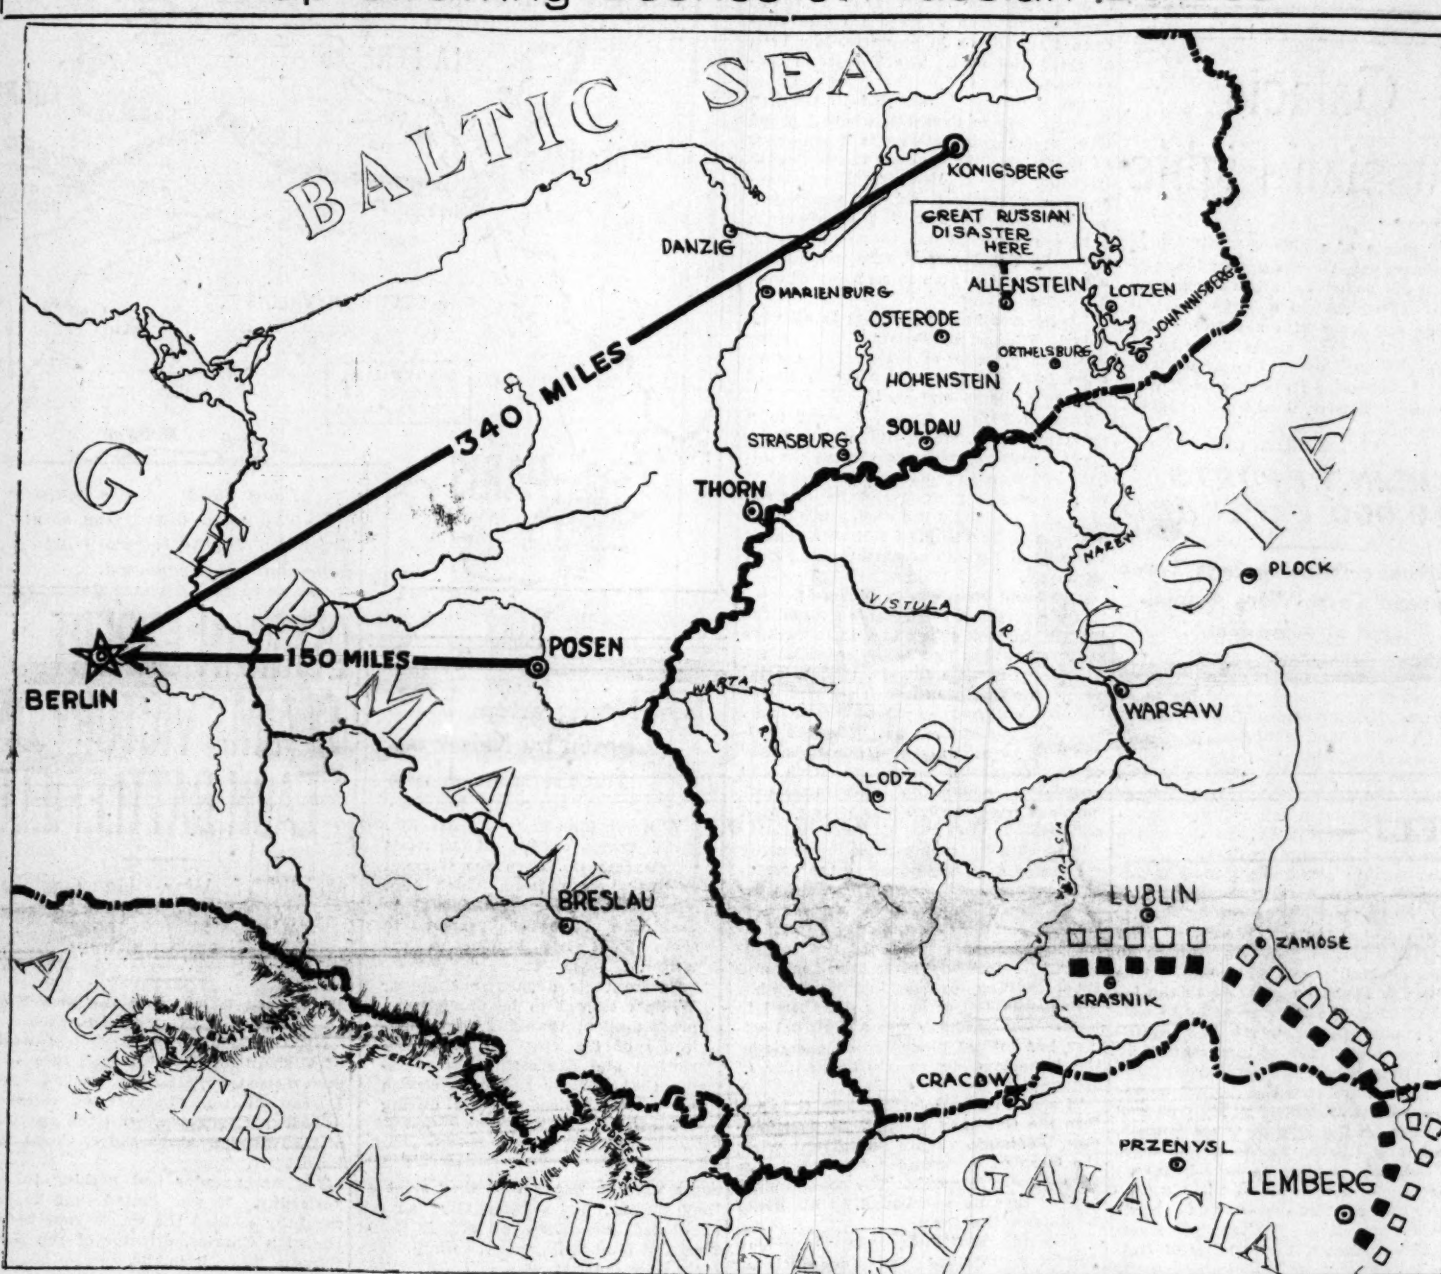 BALTIC SEA
KONIGSBERG
GREAT RUSSIAN
DISASTER
HERE
DANZIG
ALLENSTEIN
LOTZEN
JOHANNISBERG
MARIENBURG
OSTERODE
ORTHELSBURG
HOHENSTEIN
340 MILES
SOLDAU
STRASBURG
THORN
GERMANY
NAREW
R.
RUSSIA
PLOCK
VISTULA
R.
POSEN
150 MILES
BERLIN
WARTA
R.
WARSAW
LODZ
VISTULA
BRESLAU
LUBLIN
ZAMOSE
KRASNIK
CRACOW
AUSTRIA-HUNGARY
PRZEMYSL
GALACIA
LEMBERG